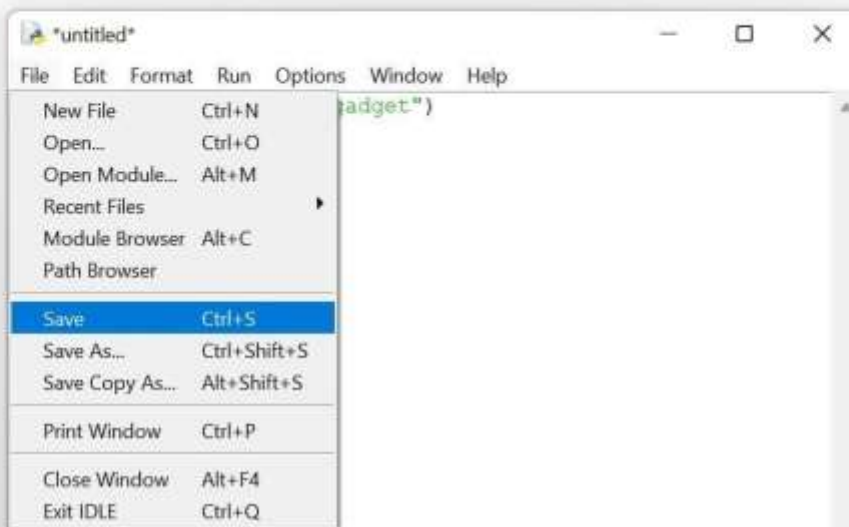 *untitled*
File Edit Format Run Options Window Help
New File Ctrl+N
adget")
Open... Ctrl+O
Open Module... Alt+M
Recent Files
Module Browser Alt+C
Path Browser
Save Ctrl+S
Save As... Ctrl+Shift+S
Save Copy As... Alt+Shift+S
Print Window Ctrl+P
Close Window Alt+F4
Exit IDLE Ctrl+Q